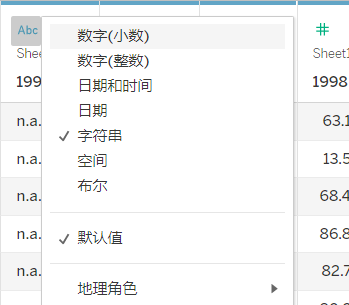 Abc
数字(小数)
数字(整数)
日期和时间
日期
字符串
空间
布尔
默认值
地理角色
Shee
199
n.a.
n.a.
n.a.
n.a.
n.a.
n.a.
#
Sheet1
1998
63.1
13.5
68.4
86.8
82.7